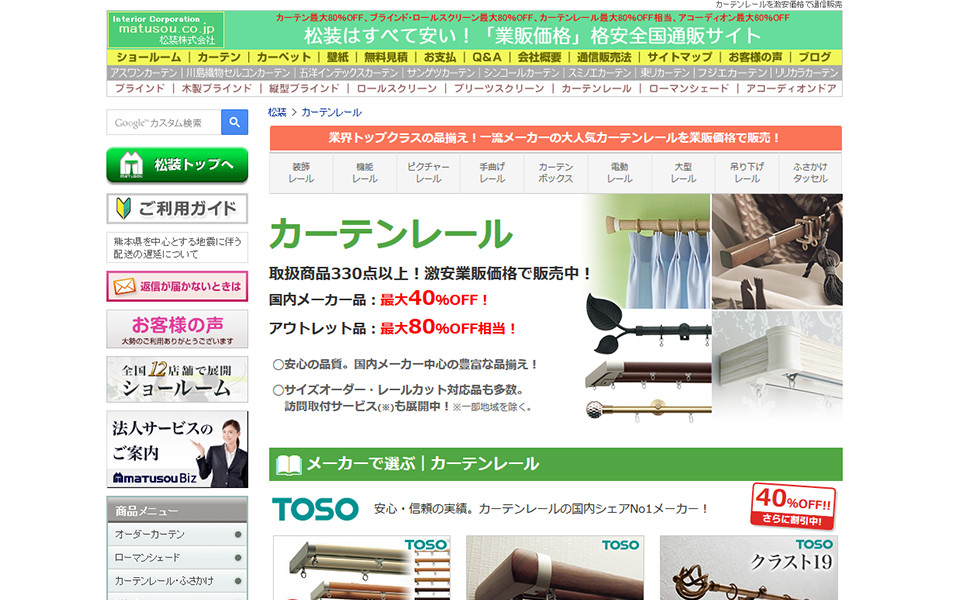 カーテンレールを激安価格で通信販売
Interior Corporation
matusou.co.jp
松装株式会社
カーテン最大80%OFF、ブラインド・ロールスクリーン最大80%OFF、カーテンレール最大80%OFF相当、アコーディオン最大80%OFF
松装はすべて安い！「業販価格」格安全国通販サイト
ショールーム | カーテン | カーペット | 壁紙 | 無料見積 | お支払 | Q&A | 会社概要 | 通信販売法 | サイトマップ | お客様の声 | ブログ
アスワンカーテン | 川島織物セルコンカーテン | 五洋インテックスカーテン | サンゲツカーテン | シンコールカーテン | スミノエカーテン | 東リカーテン | フジエカーテン | リリカラカーテン
ブラインド | 木製ブラインド | 縦型ブラインド | ロールスクリーン | プリーツスクリーン | カーテンレール | ローマンシェード | アコーディオンドア
Google™ カスタム検索
松装 > カーテンレール
業界トップクラスの品揃え！一流メーカーの大人気カーテンレールを業販価格で販売！
装飾
レール
機能
レール
ピクチャー
レール
手曲げ
レール
カーテン
ボックス
電動
レール
大型
レール
吊り下げ
レール
ふさかけ
タッセル
matusou
松装トップへ
ご利用ガイド
熊本県を中心とする地震に伴う
配送の遅延について
返信が届かないときは
お客様の声
大勢のご利用ありがとうございます
全国12店舗で展開
ショールーム
法人サービスの
ご案内
matusou Biz
商品メニュー
オーダーカーテン
ローマンシェード
カーテンレール・ふさかけ
カーテンレール
取扱商品330点以上！激安業販価格で販売中！
国内メーカー品：最大40%OFF！
アウトレット品：最大80%OFF相当！
○安心の品質。国内メーカー中心の豊富な品揃え！
○サイズオーダー・レールカット対応品も多数。
訪問取付サービス(※)も展開中！※一部地域を除く。
メーカーで選ぶ｜カーテンレール
TOSO
安心・信頼の実績。カーテンレールの国内シェアNo1メーカー！
40%OFF!!
さらに割引中!
TOSO
TOSO
TOSO
クラスト19